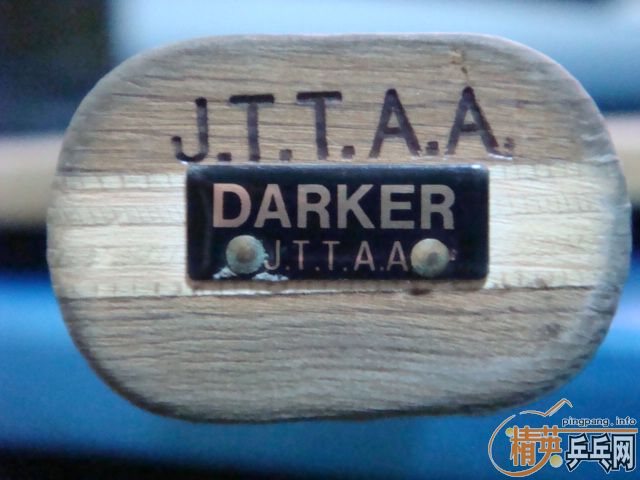 J.T.T.A.A.
DARKER
J.T.T.A.A.
pingpang.info
精英乒乓网